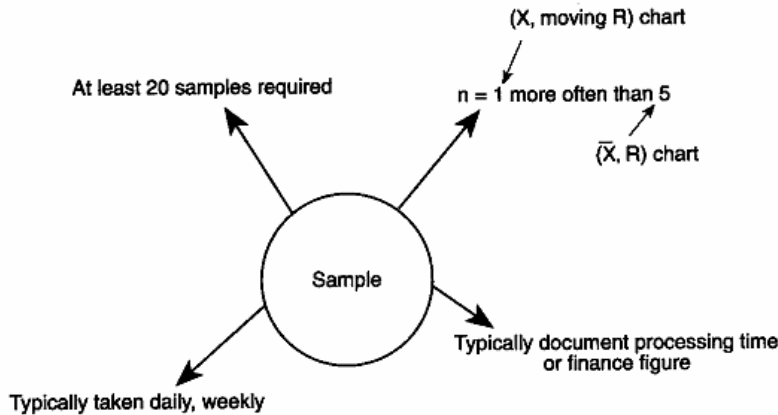 (X, moving R) chart
At least 20 samples required
n = 1 more often than 5
(X̅, R) chart
Sample
Typically document processing time
or finance figure
Typically taken daily, weekly